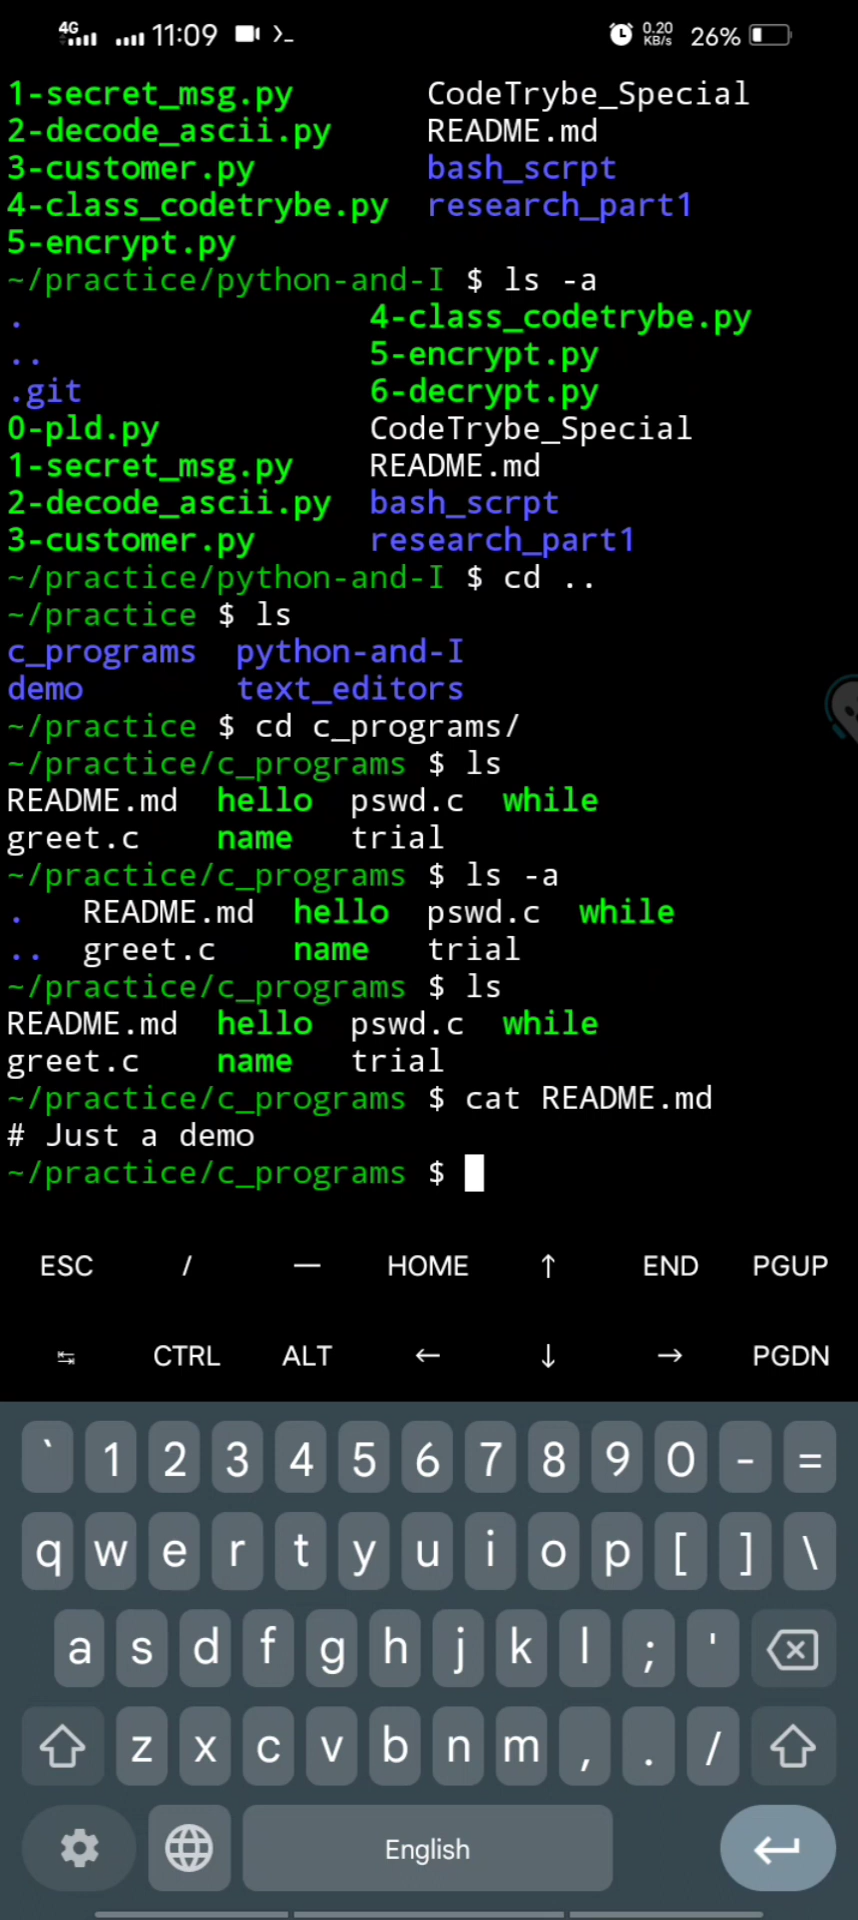 4G 11:09 0.20 KB/s 26%
1-secret_msg.py CodeTrybe_Special
2-decode_ascii.py README.md
3-customer.py bash_scrpt
4-class_codetrybe.py research_part1
5-encrypt.py
~/practice/python-and-I $ ls -a
. 4-class_codetrybe.py
.. 5-encrypt.py
.git 6-decrypt.py
0-pld.py CodeTrybe_Special
1-secret_msg.py README.md
2-decode_ascii.py bash_scrpt
3-customer.py research_part1
~/practice/python-and-I $ cd ..
~/practice $ ls
c_programs python-and-I
demo text_editors
~/practice $ cd c_programs/
~/practice/c_programs $ ls
README.md hello pswd.c while
greet.c name trial
~/practice/c_programs $ ls -a
. README.md hello pswd.c while
.. greet.c name trial
~/practice/c_programs $ ls
README.md hello pswd.c while
greet.c name trial
~/practice/c_programs $ cat README.md
# Just a demo
~/practice/c_programs $
ESC / — HOME ↑ END PGUP
↹ CTRL ALT ← ↓ → PGDN
` 1 2 3 4 5 6 7 8 9 0 - =
q w e r t y u i o p [ ] \
a s d f g h j k l ; '
z x c v b n m , . /
English